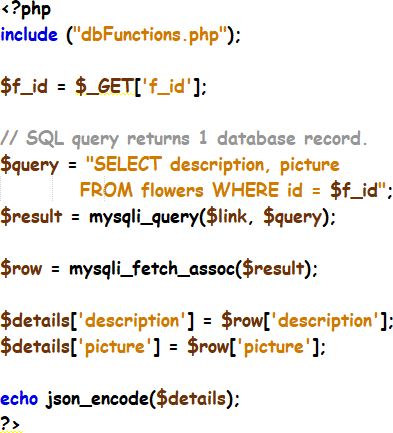 <?php
include ("dbFunctions.php");
$f_id = $_GET['f_id'];
// SQL query returns 1 database record.
$query = "SELECT description, picture
FROM flowers WHERE id = $f_id";
$result = mysqli_query($link, $query);
$row = mysqli_fetch_assoc($result);
$details['description'] = $row['description'];
$details['picture'] = $row['picture'];
echo json_encode($details);
?>